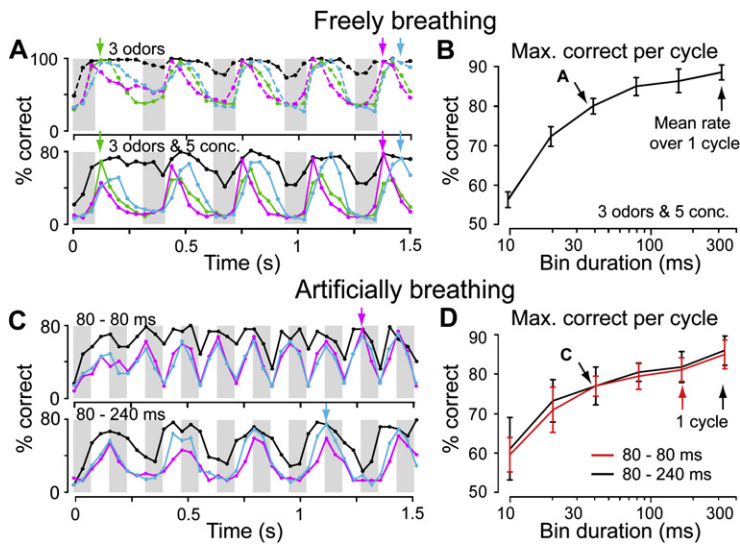 Freely breathing
A
3 odors
100
50
0
% correct
3 odors & 5 conc.
80
40
0
0
0.5
1
1.5
Time (s)
B
Max. correct per cycle
% correct
90
80
70
60
50
A
Mean rate
over 1 cycle
3 odors & 5 conc.
10
30
100
300
Bin duration (ms)
Artificially breathing
C
80 - 80 ms
80
0
% correct
80 - 240 ms
80
0
0
0.5
1
1.5
Time (s)
D
Max. correct per cycle
% correct
90
80
70
60
50
C
1 cycle
80 - 80 ms
80 - 240 ms
10
30
100
300
Bin duration (ms)